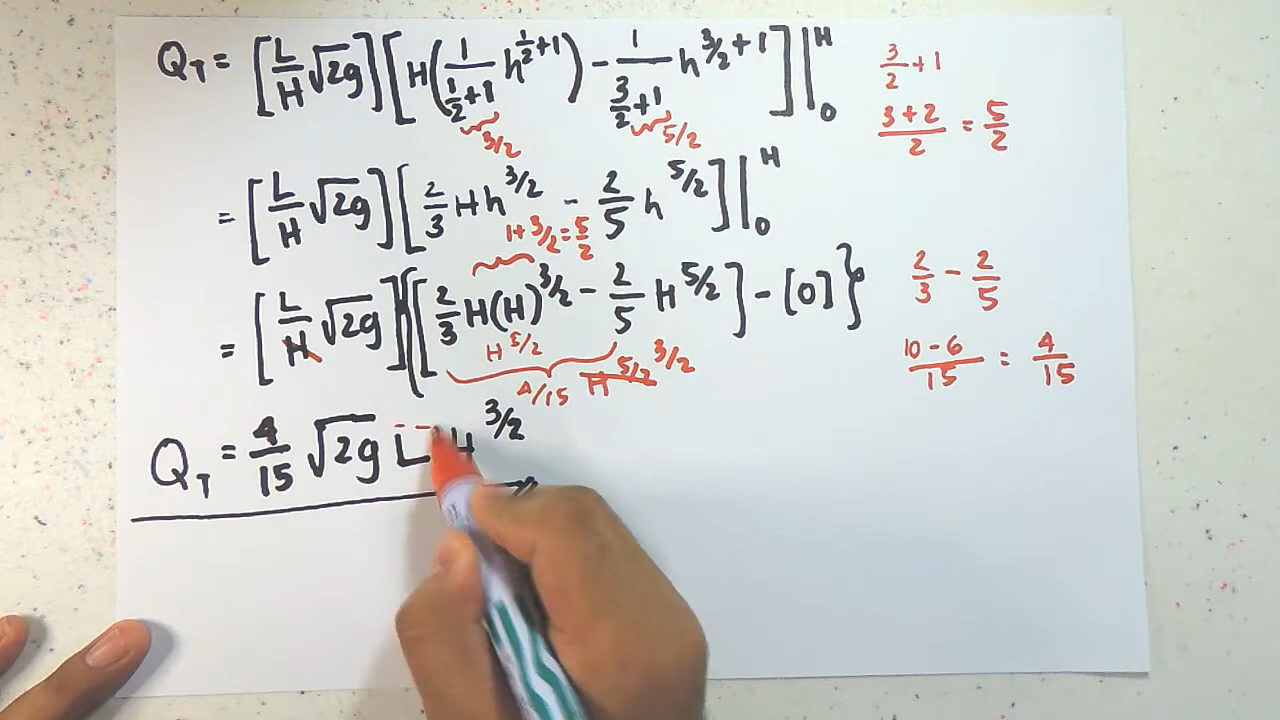 Q_T = [L/H √2g] [H(1/(1/2+1) h^(1/2+1)) - 1/(3/2+1) h^(3/2+1)] |_0^H
3/2 5/2
3/2 + 1
(3+2)/2 = 5/2
= [L/H √2g] [2/3 H h^(3/2) - 2/5 h^(5/2)] |_0^H
1 + 3/2 = 5/2
= [L/H √2g] {[2/3 H(H)^(3/2) - 2/5 H^(5/2)] - [0]}
H^(5/2)
4/15 H^(5/2) 3/2
2/3 - 2/5
(10-6)/15 = 4/15
Q_T = 4/15 √2g L H^(3/2)